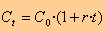 Cₜ = C₀·(1+r·t)